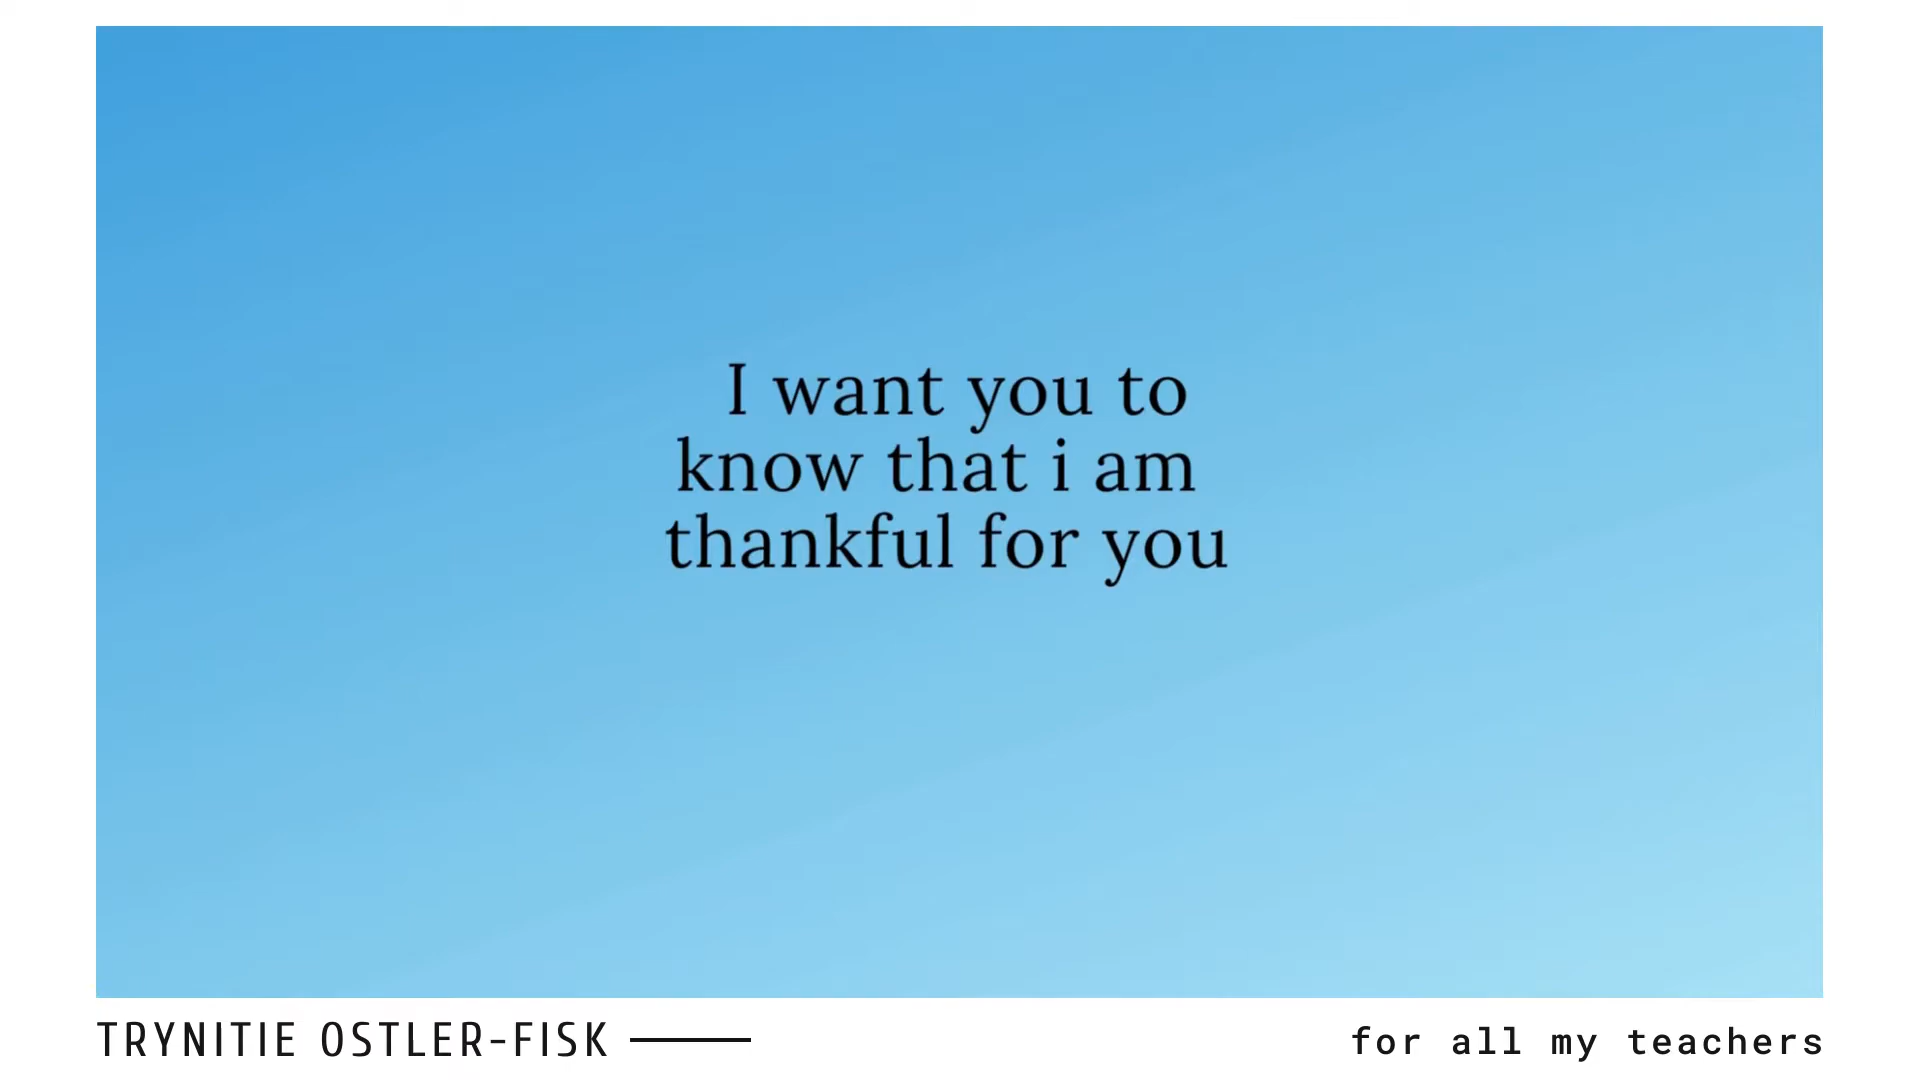 I want you to
know that i am
thankful for you
TRYNITIE OSTLER-FISK
for all my teachers